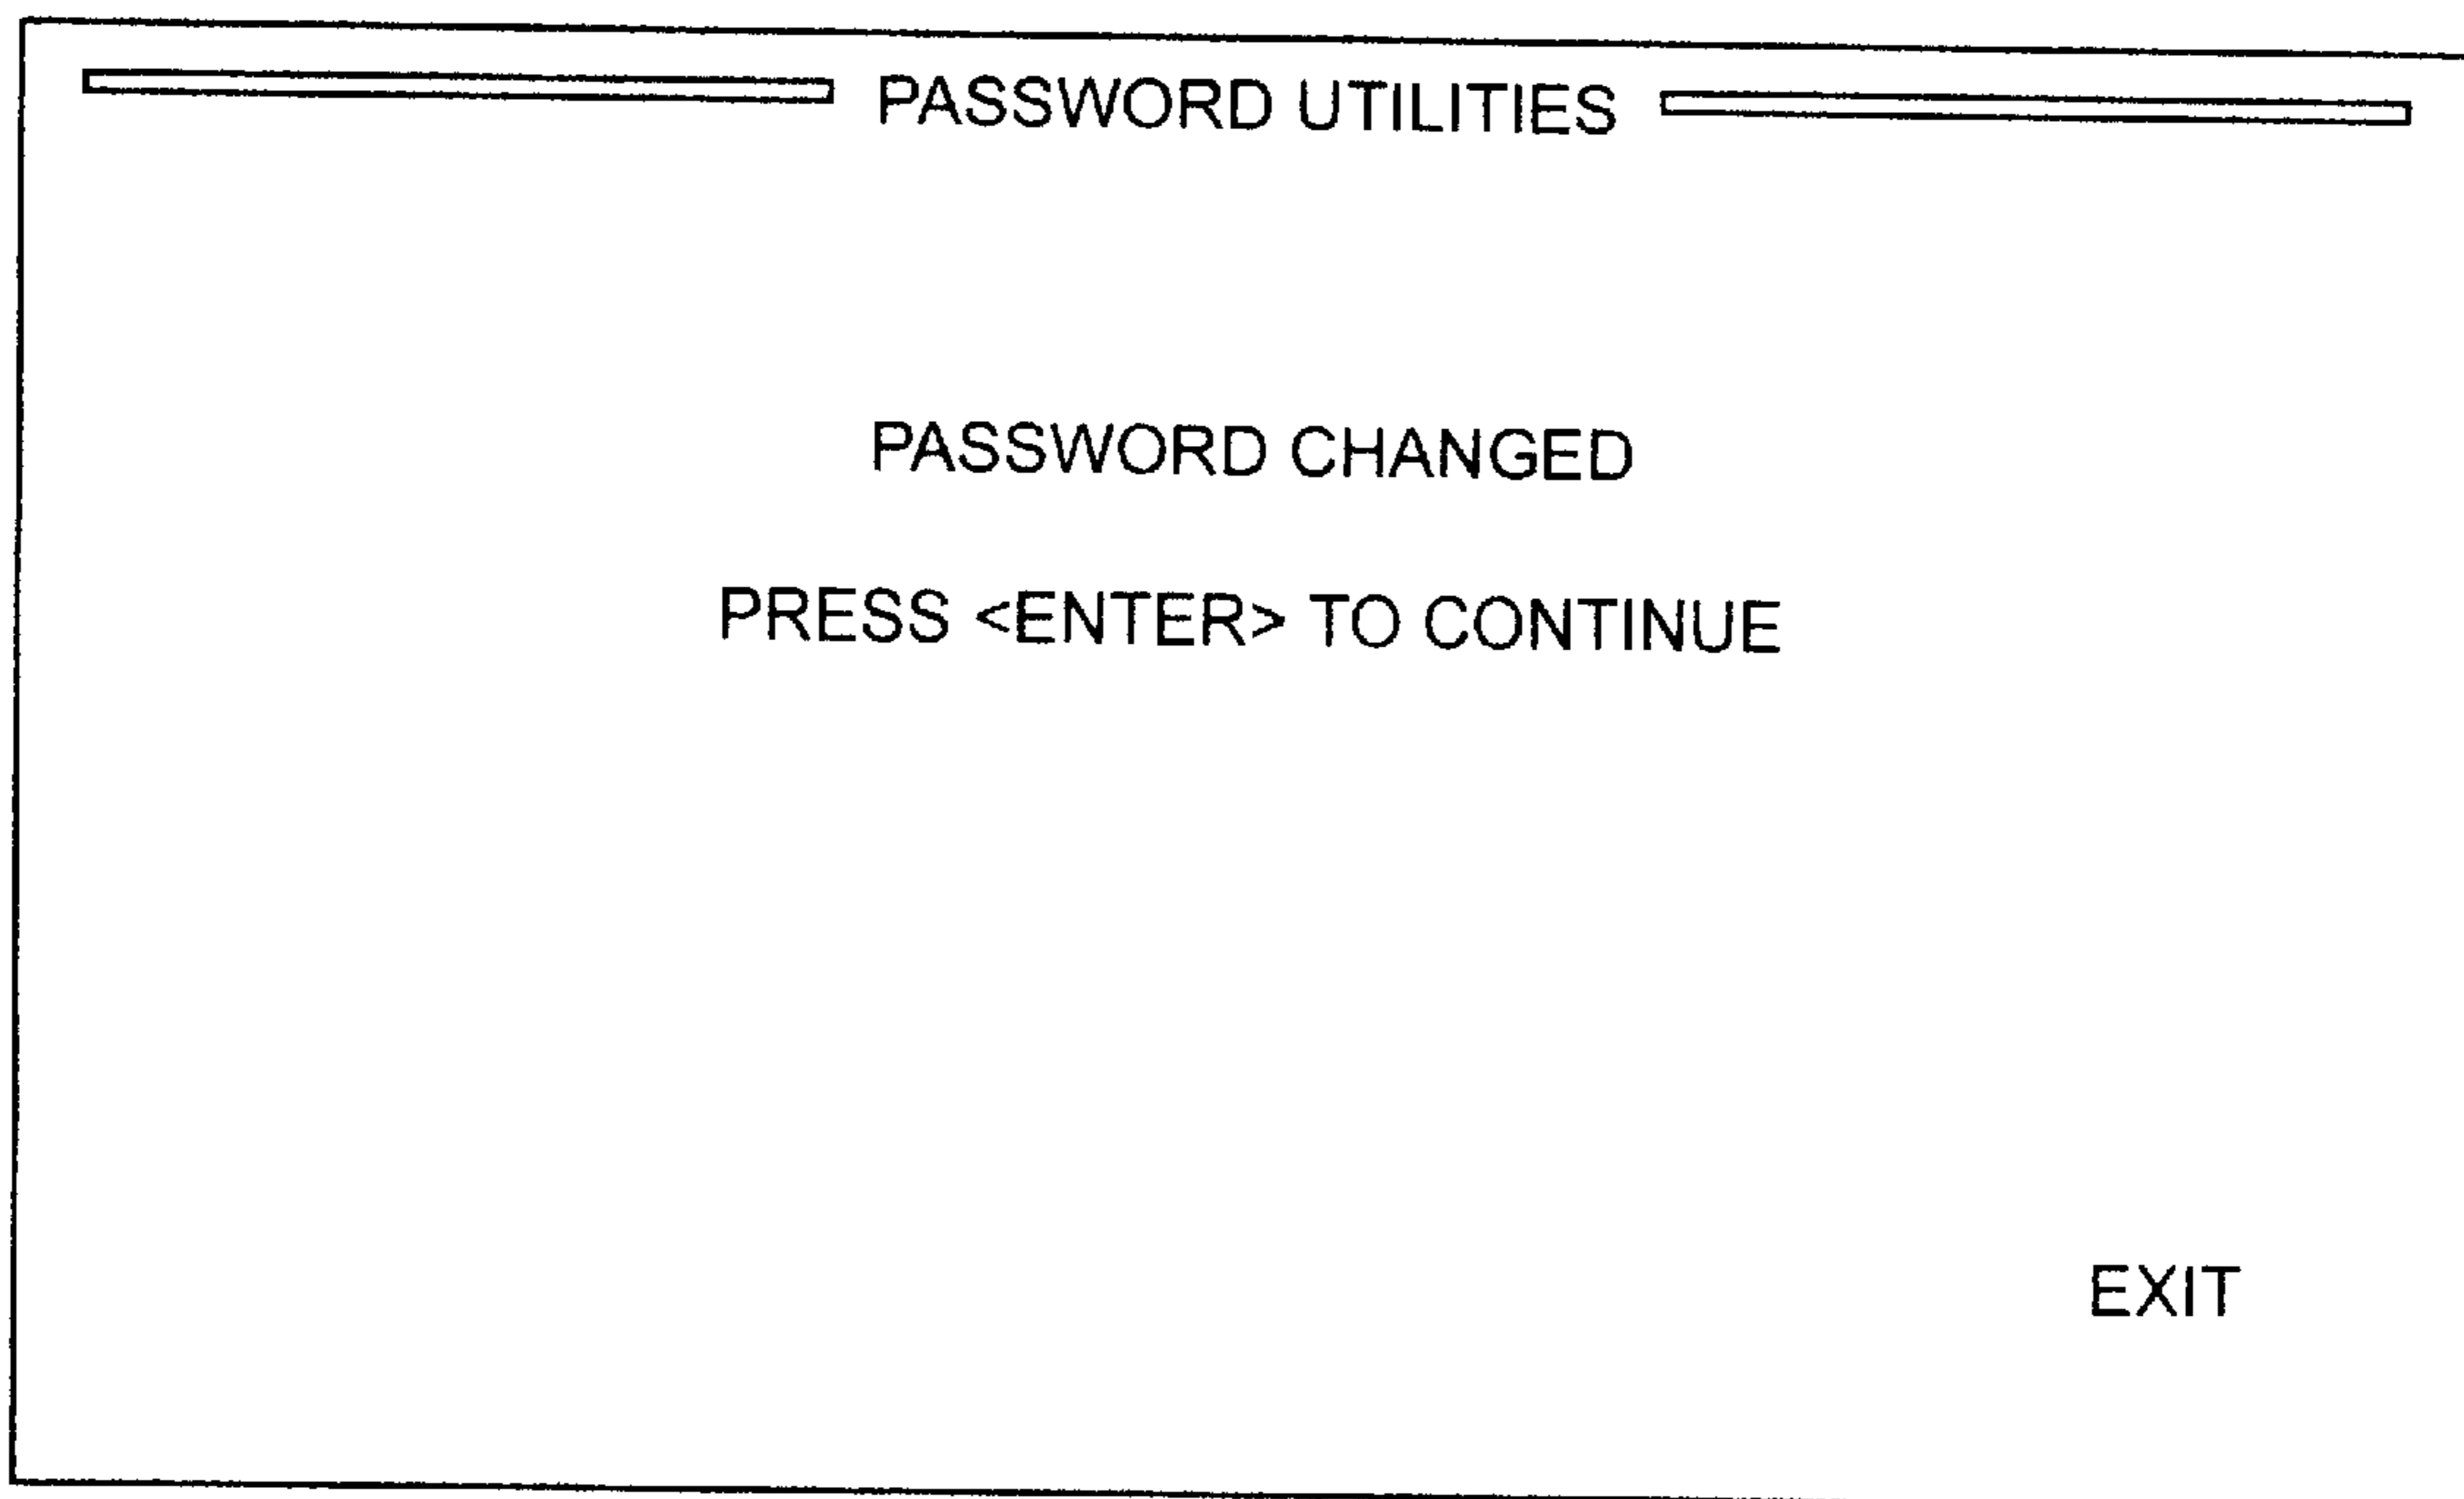 PASSWORD UTILITIES
PASSWORD CHANGED
PRESS <ENTER> TO CONTINUE
EXIT